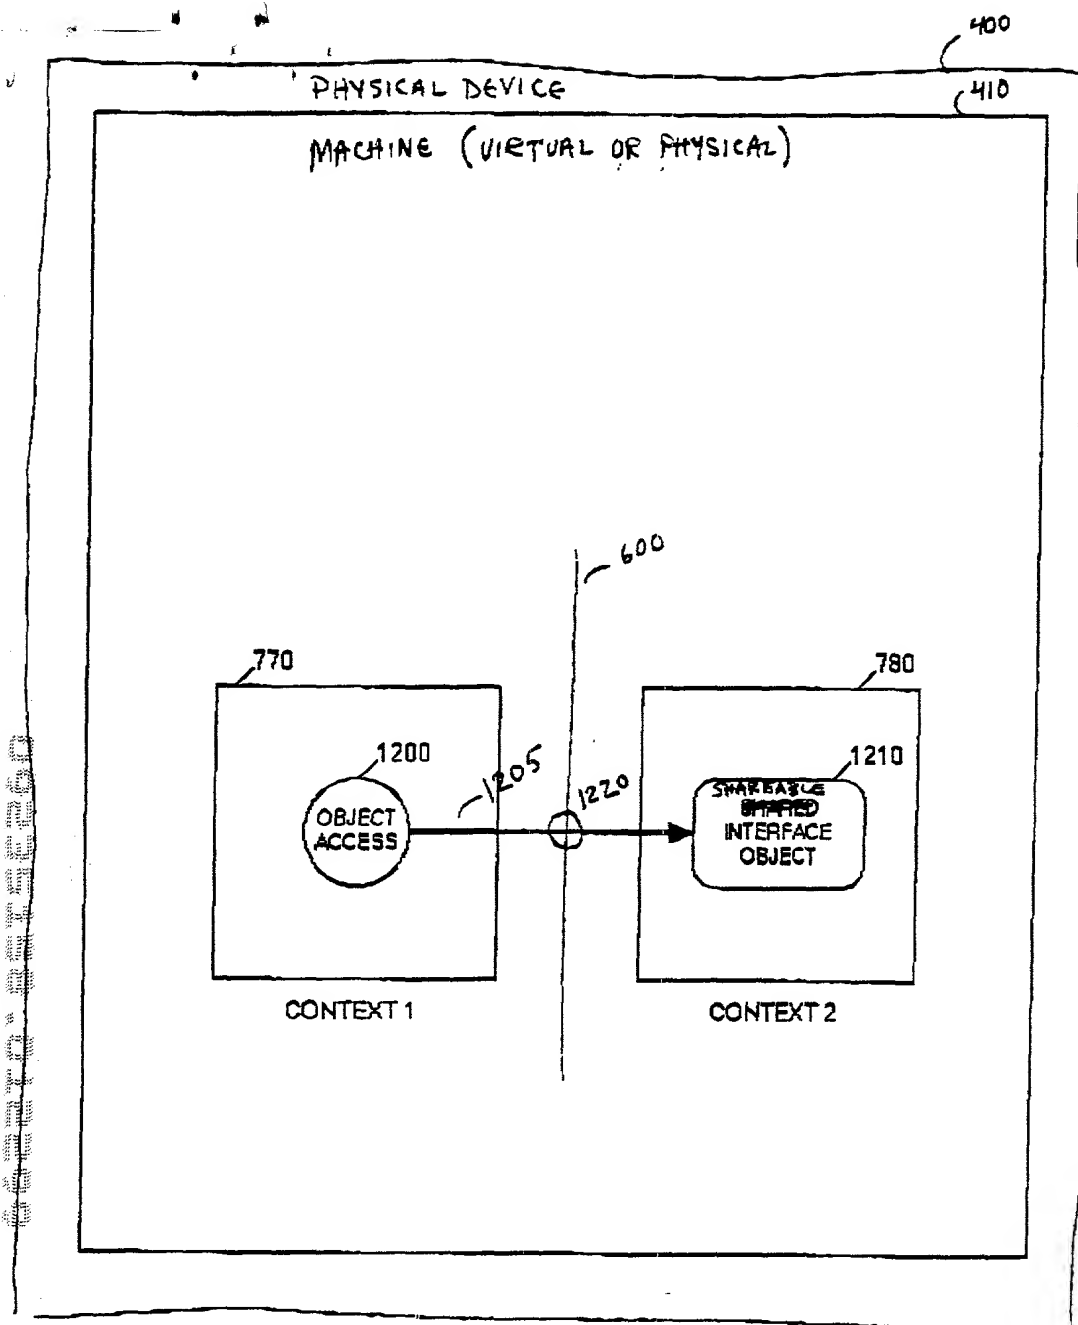 400
PHYSICAL DEVICE
410
MACHINE (VIRTUAL OR PHYSICAL)
600
770
780
1200
1205
1220
1210
OBJECT
ACCESS
SHAREABLE
SHARED
INTERFACE
OBJECT
CONTEXT 1
CONTEXT 2